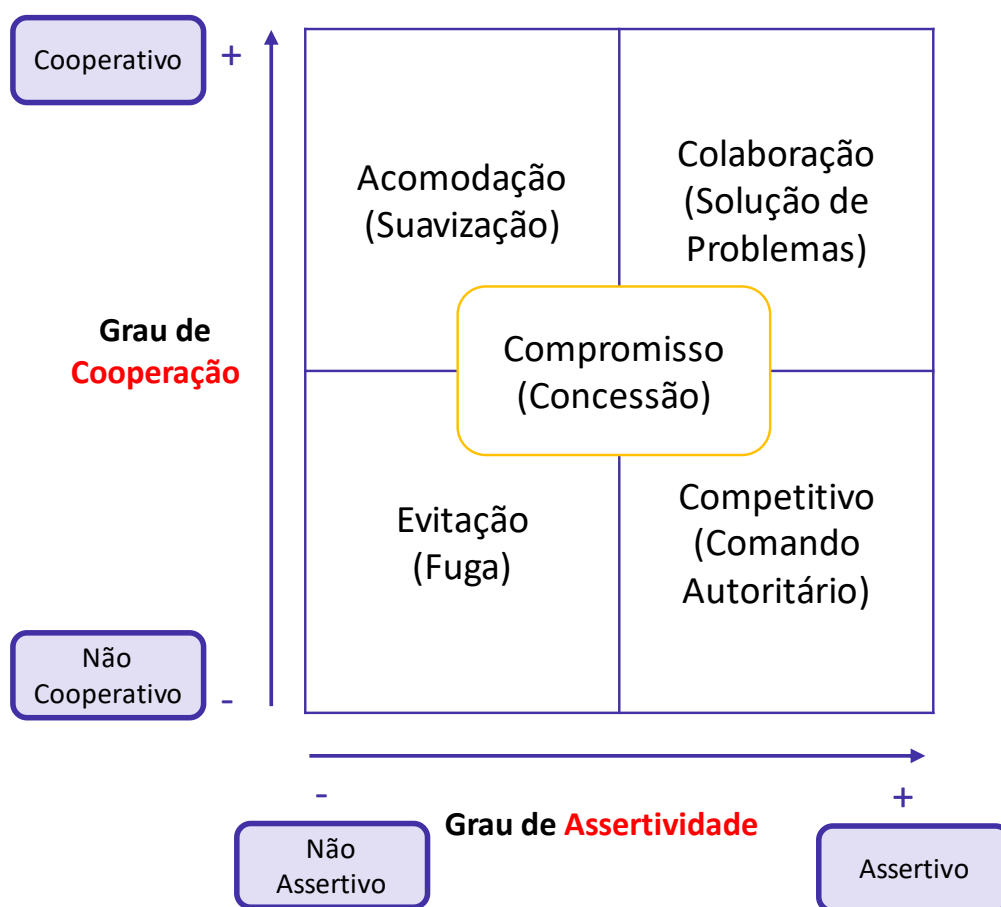 Cooperativo +
Acomodação
(Suavização)
Colaboração
(Solução de
Problemas)
Grau de
Cooperação
Compromisso
(Concessão)
Evitação
(Fuga)
Competitivo
(Comando
Autoritário)
Não
Cooperativo -
- +
Grau de Assertividade
Não
Assertivo
Assertivo